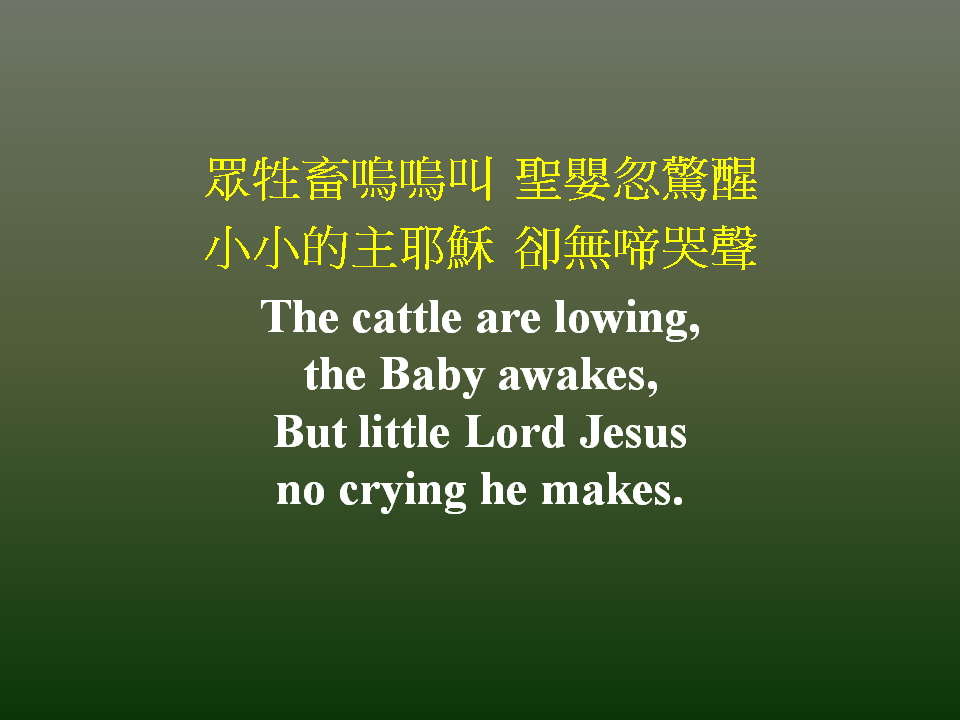 眾牲畜嗚嗚叫 聖嬰忽驚醒
小小的主耶穌 卻無啼哭聲
The cattle are lowing,
the Baby awakes,
But little Lord Jesus
no crying he makes.